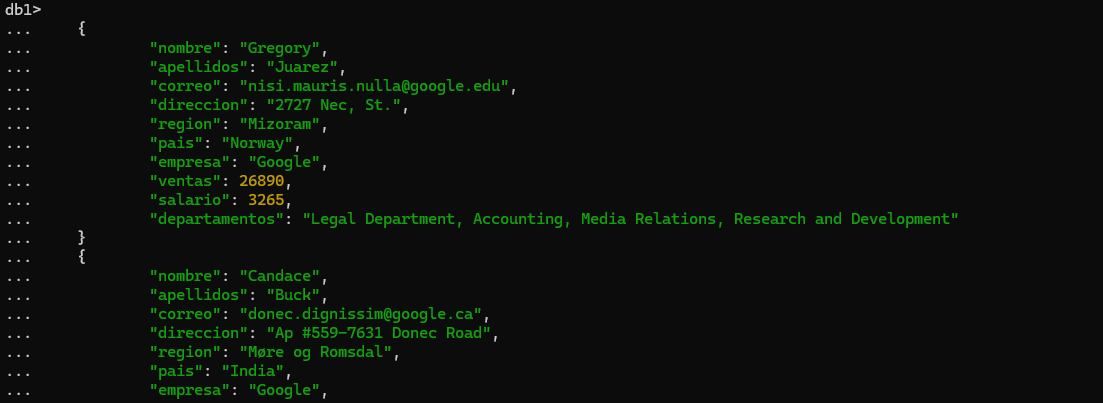 db1>
...     {
...             "nombre": "Gregory",
...             "apellidos": "Juarez",
...             "correo": "nisi.mauris.nulla@google.edu",
...             "direccion": "2727 Nec, St.",
...             "region": "Mizoram",
...             "pais": "Norway",
...             "empresa": "Google",
...             "ventas": 26890,
...             "salario": 3265,
...             "departamentos": "Legal Department, Accounting, Media Relations, Research and Development"
...     }
...     {
...             "nombre": "Candace",
...             "apellidos": "Buck",
...             "correo": "donec.dignissim@google.ca",
...             "direccion": "Ap #559-7631 Donec Road",
...             "region": "Møre og Romsdal",
...             "pais": "India",
...             "empresa": "Google",